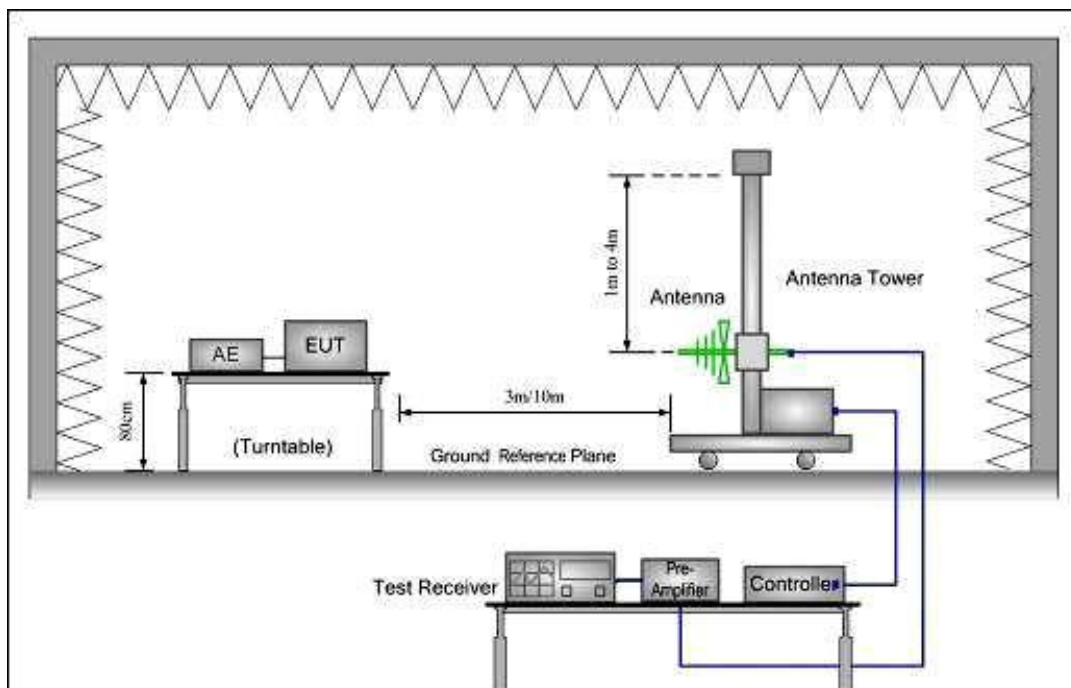 1m to 4m
Antenna
Antenna Tower
AE
EUT
80cm
(Turntable)
3m/10m
Ground Reference Plane
Test Receiver
Pre-
Amplifier
Controller